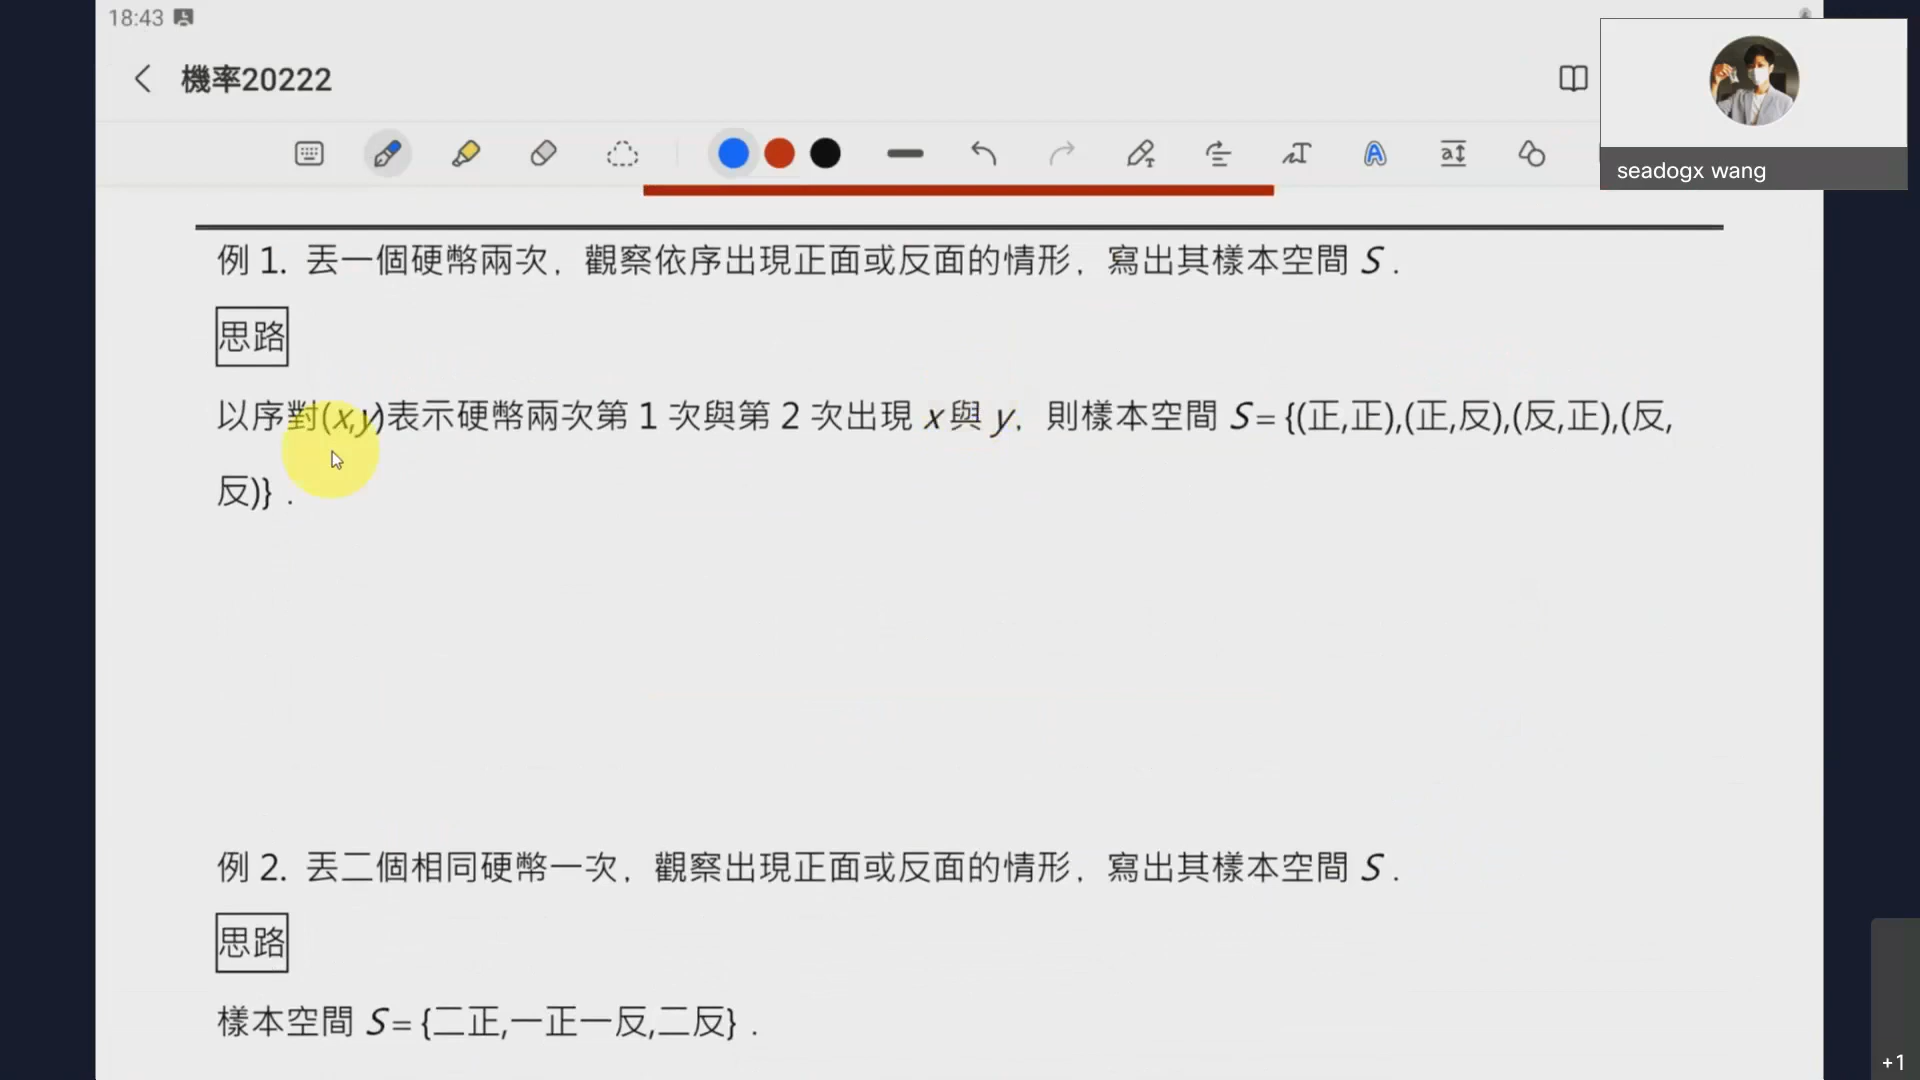 18:43
機率20222
seadogx wang
例 1. 丟一個硬幣兩次，觀察依序出現正面或反面的情形，寫出其樣本空間 S．
思路
以序對(x,y)表示硬幣兩次第 1 次與第 2 次出現 x與 y，則樣本空間 S= {(正,正),(正,反),(反,正),(反,
反)}．
例 2. 丟二個相同硬幣一次，觀察出現正面或反面的情形，寫出其樣本空間 S．
思路
樣本空間 S= {二正,一正一反,二反}．
+1